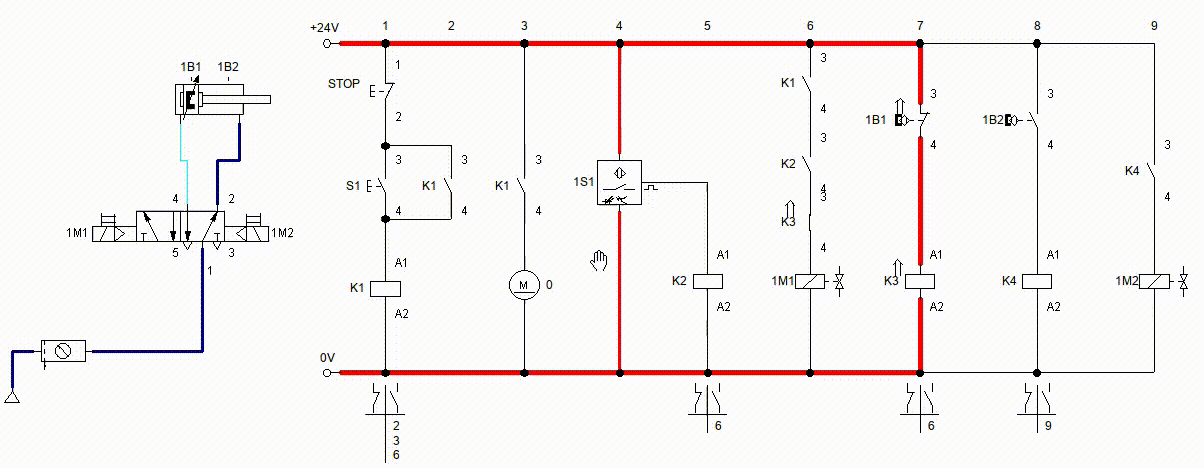 1 2 3 4 5 6 7 8 9
+24V
1B1 1B2
4 2
1M1 1M2
5 3
1
STOP 1 2
S1 3 4
K1 3 4
K1 A1 A2
K1 3 4
M 0
1S1
K2 A1 A2
K1 3 4
K2 3 4
K3 3 4
1M1
1B1 3 4
K3 A1 A2
1B2 3 4
K4 A1 A2
K4 3 4
1M2
0V
2 6 6 9
3
6